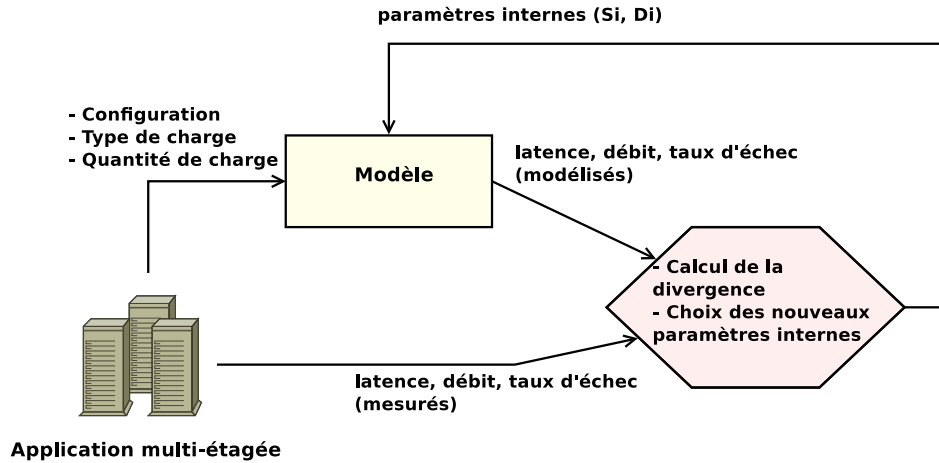 paramètres internes (Si, Di)
- Configuration
- Type de charge
- Quantité de charge
Modèle
latence, débit, taux d'échec
(modélisés)
- Calcul de la
divergence
- Choix des nouveaux
paramètres internes
latence, débit, taux d'échec
(mesurés)
Application multi-étagée